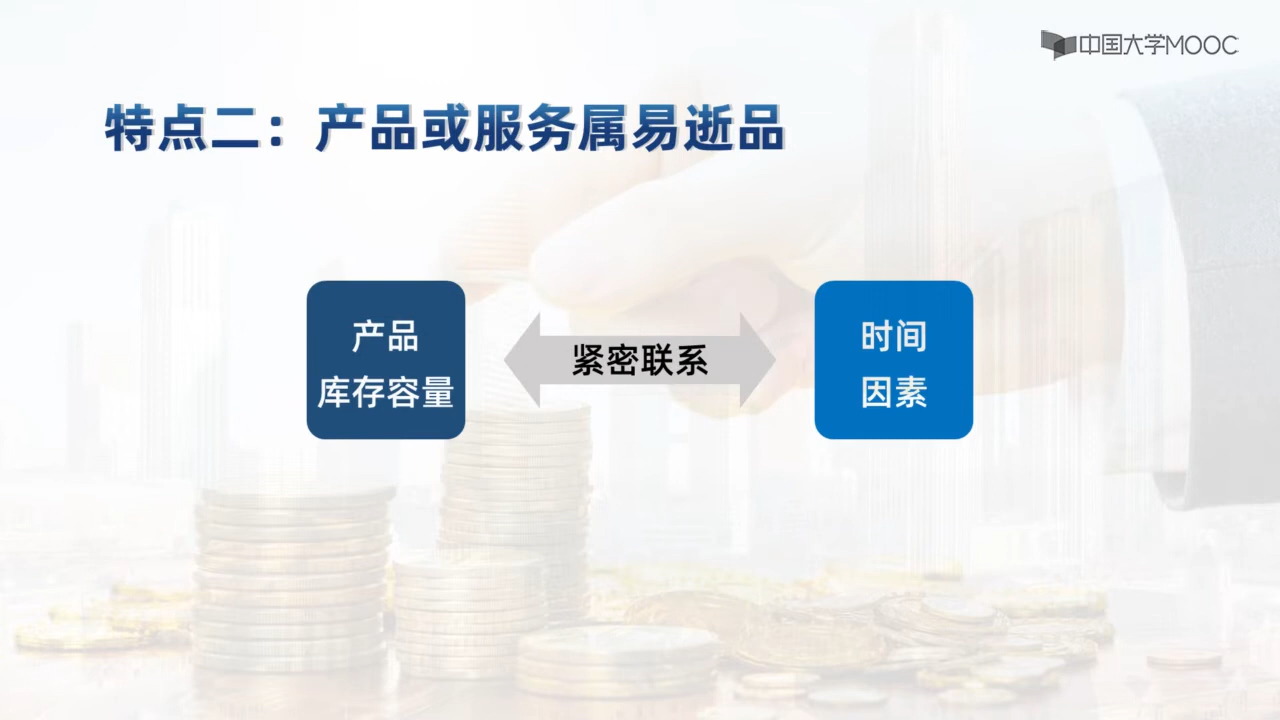 中国大学MOOC
特点二：产品或服务属易逝品
产品
库存容量
紧密联系
时间
因素